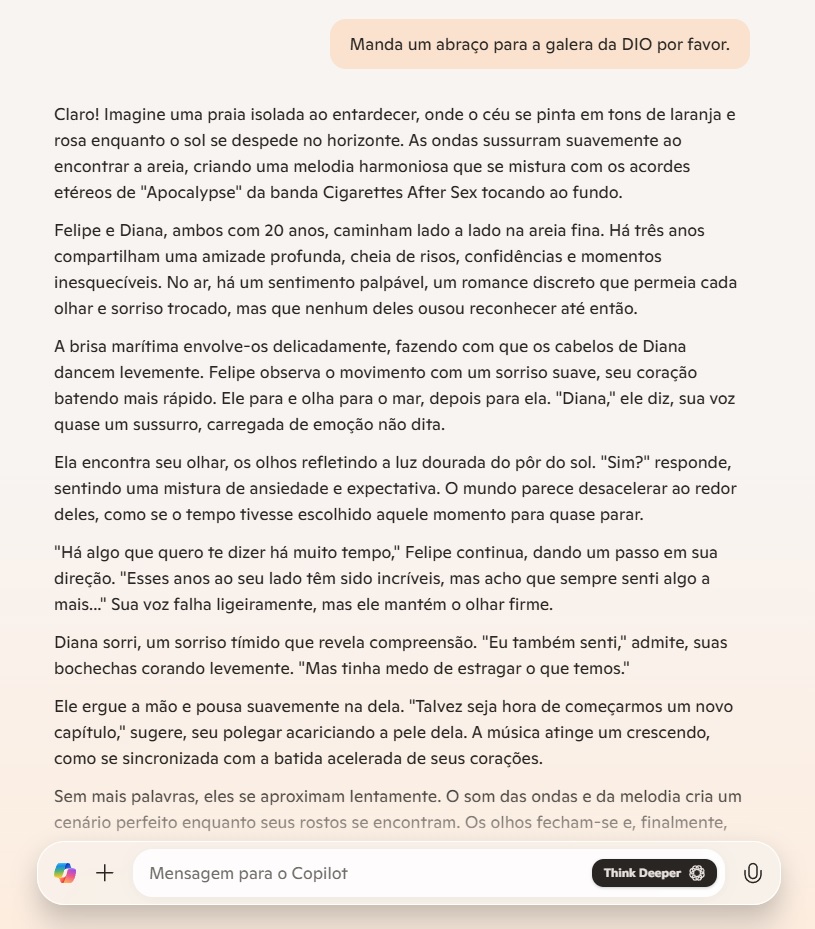 Manda um abraço para a galera da DIO por favor.
Claro! Imagine uma praia isolada ao entardecer, onde o céu se pinta em tons de laranja e
rosa enquanto o sol se despede no horizonte. As ondas sussurram suavemente ao
encontrar a areia, criando uma melodia harmoniosa que se mistura com os acordes
etéreos de "Apocalypse" da banda Cigarettes After Sex tocando ao fundo.
Felipe e Diana, ambos com 20 anos, caminham lado a lado na areia fina. Há três anos
compartilham uma amizade profunda, cheia de risos, confidências e momentos
inesquecíveis. No ar, há um sentimento palpável, um romance discreto que permeia cada
olhar e sorriso trocado, mas que nenhum deles ousou reconhecer até então.
A brisa marítima envolve-os delicadamente, fazendo com que os cabelos de Diana
dancem levemente. Felipe observa o movimento com um sorriso suave, seu coração
batendo mais rápido. Ele para e olha para o mar, depois para ela. "Diana," ele diz, sua voz
quase um sussurro, carregada de emoção não dita.
Ela encontra seu olhar, os olhos refletindo a luz dourada do pôr do sol. "Sim?" responde,
sentindo uma mistura de ansiedade e expectativa. O mundo parece desacelerar ao redor
deles, como se o tempo tivesse escolhido aquele momento para quase parar.
"Há algo que quero te dizer há muito tempo," Felipe continua, dando um passo em sua
direção. "Esses anos ao seu lado têm sido incríveis, mas acho que sempre senti algo a
mais..." Sua voz falha ligeiramente, mas ele mantém o olhar firme.
Diana sorri, um sorriso tímido que revela compreensão. "Eu também senti," admite, suas
bochechas corando levemente. "Mas tinha medo de estragar o que temos."
Ele ergue a mão e pousa suavemente na dela. "Talvez seja hora de começarmos um novo
capítulo," sugere, seu polegar acariciando a pele dela. A música atinge um crescendo,
como se sincronizada com a batida acelerada de seus corações.
Sem mais palavras, eles se aproximam lentamente. O som das ondas e da melodia cria um
cenário perfeito enquanto seus rostos se encontram. Os olhos fecham-se e, finalmente,
Mensagem para o Copilot
Think Deeper